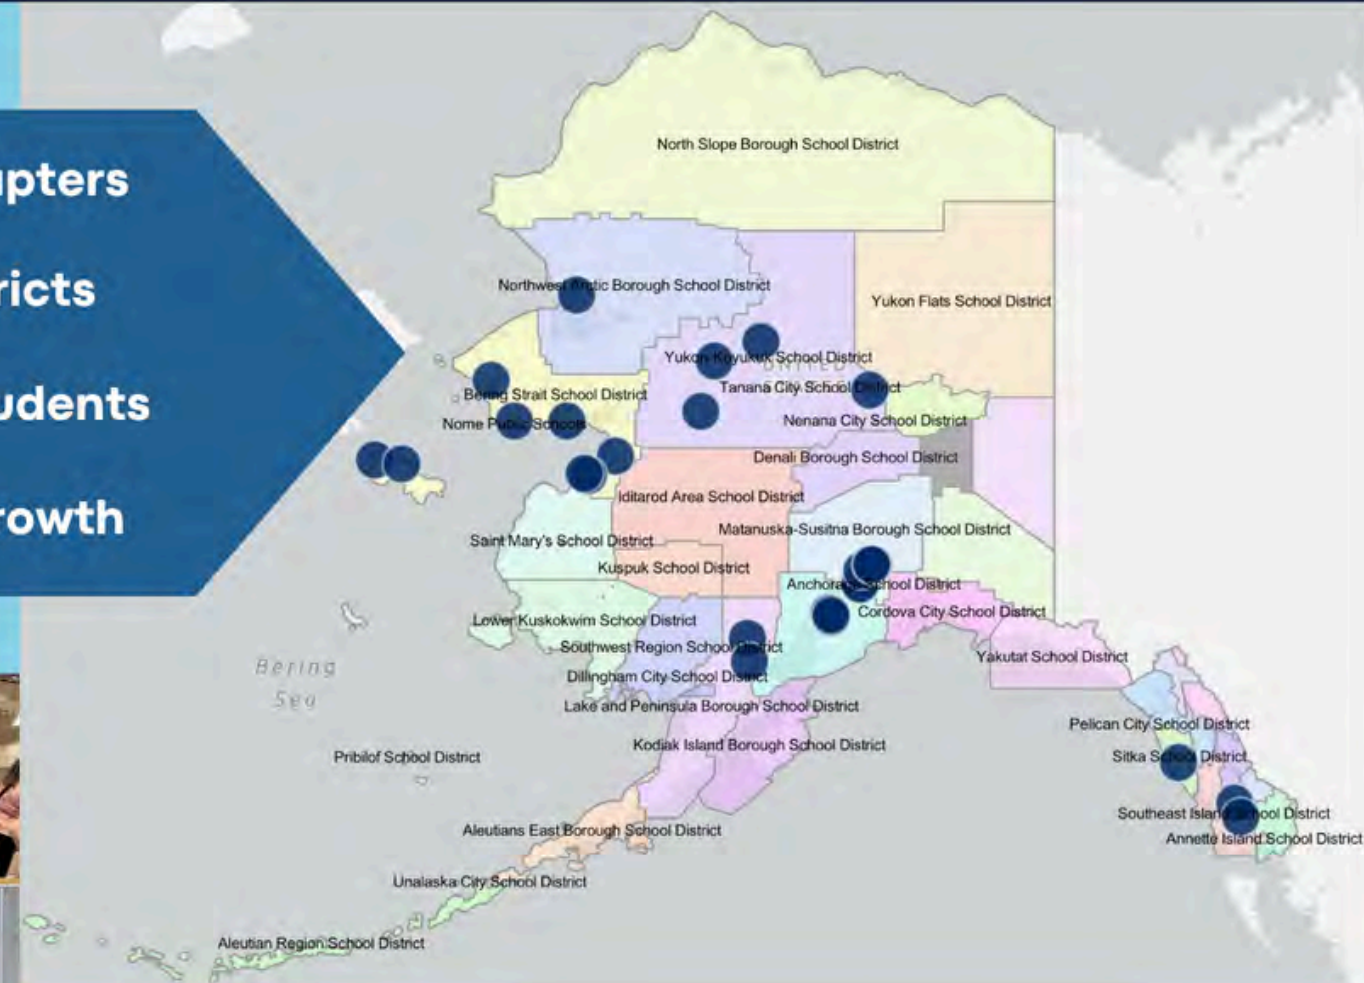 apters
ricts
udents
rowth
North Slope Borough School District
Northwest Arctic Borough School District
Yukon Flats School District
Yukon-Koyukuk School District
UNITED
Tanana City School District
Bering Strait School District
Nenana City School District
Nome Public Schools
Denali Borough School District
Iditarod Area School District
Matanuska-Susitna Borough School District
Saint Mary's School District
Kuspuk School District
Anchorage School District
Cordova City School District
Lower Kuskokwim School District
Southwest Region School District
Yakutat School District
Bering
Sea
Dillingham City School District
Lake and Peninsula Borough School District
Pelican City School District
Kodiak Island Borough School District
Pribilof School District
Sitka School District
Southeast Island School District
Aleutians East Borough School District
Annette Island School District
Unalaska City School District
Aleutian Region School District